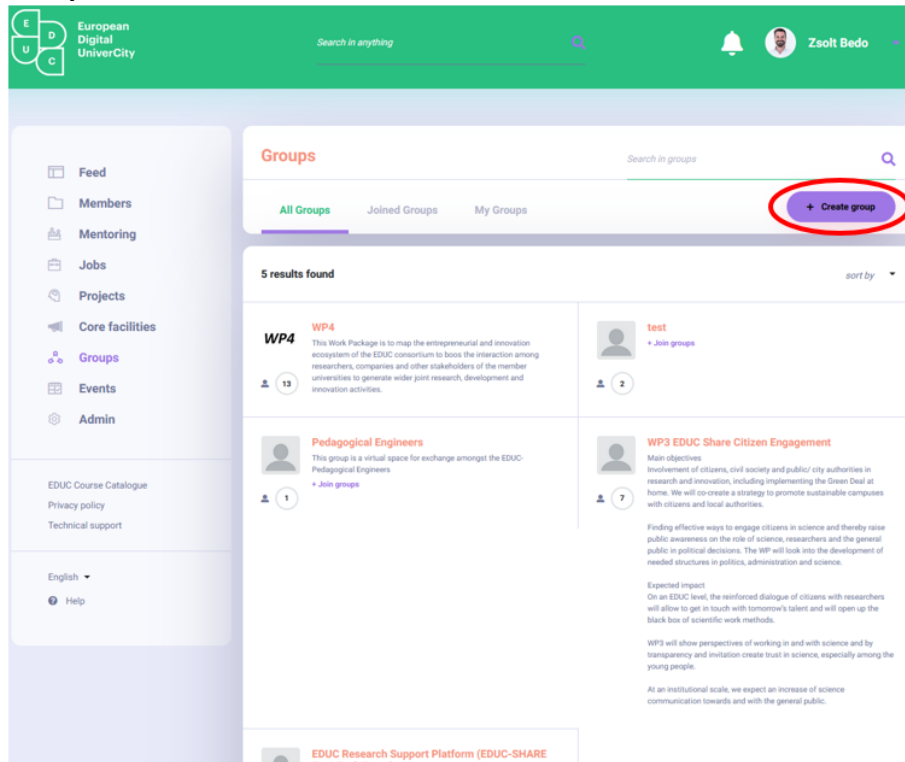 E
D
U
C
European
Digital
UniverCity
Search in anything
Zsolt Bedo
Feed
Members
Mentoring
Jobs
Projects
Core facilities
Groups
Events
Admin
EDUC Course Catalogue
Privacy policy
Technical support
English
Help
Groups
Search in groups
All Groups
Joined Groups
My Groups
+ Create group
5 results found
sort by
WP4
WP4
This Work Package is to map the entrepreneurial and innovation
ecosystem of the EDUC consortium to boos the interaction among
researchers, companies and other stakeholders of the member
universities to generate wider joint research, development and
innovation activities.
13
test
+ Join groups
2
Pedagogical Engineers
This group is a virtual space for exchange amongst the EDUC-
Pedagogical Engineers
+ Join groups
1
WP3 EDUC Share Citizen Engagement
Main objectives
Involvement of citizens, civil society and public/ city authorities in
research and innovation, including implementing the Green Deal at
home. We will co-create a strategy to promote sustainable campuses
with citizens and local authorities.
7
Finding effective ways to engage citizens in science and thereby raise
public awareness on the role of science, researchers and the general
public in political decisions. The WP will look into the development of
needed structures in politics, administration and science.
Expected impact
On an EDUC level, the reinforced dialogue of citizens with researchers
will allow to get in touch with tomorrow's talent and will open up the
black box of scientific work methods.
WP3 will show perspectives of working in and with science and by
transparency and invitation create trust in science, especially among the
young people.
At an institutional scale, we expect an increase of science
communication towards and with the general public.
EDUC Research Support Platform (EDUC-SHARE